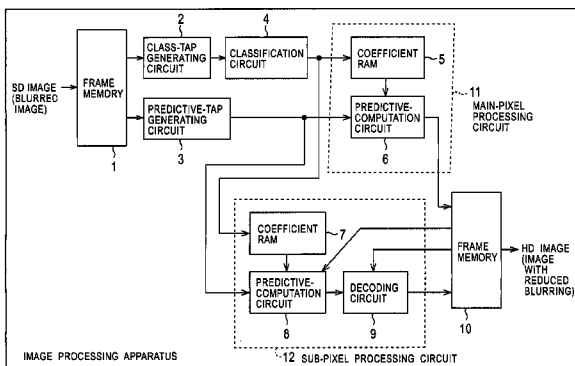 2
4
CLASS-TAP
GENERATING
CIRCUIT
CLASSIFICATION
CIRCUIT
COEFFICIENT
RAM
5
11
MAIN-PIXEL
PROCESSING
CIRCUIT
SD IMAGE
(BLURRED
IMAGE)
FRAME
MEMORY
1
PREDICTIVE-TAP
GENERATING
CIRCUIT
3
PREDICTIVE-
COMPUTATION
CIRCUIT
6
COEFFICIENT
RAM
7
PREDICTIVE-
COMPUTATION
CIRCUIT
8
DECODING
CIRCUIT
9
FRAME
MEMORY
10
HD IMAGE
(IMAGE
WITH
REDUCED
BLURRING)
12
SUB-PIXEL PROCESSING CIRCUIT
IMAGE PROCESSING APPARATUS